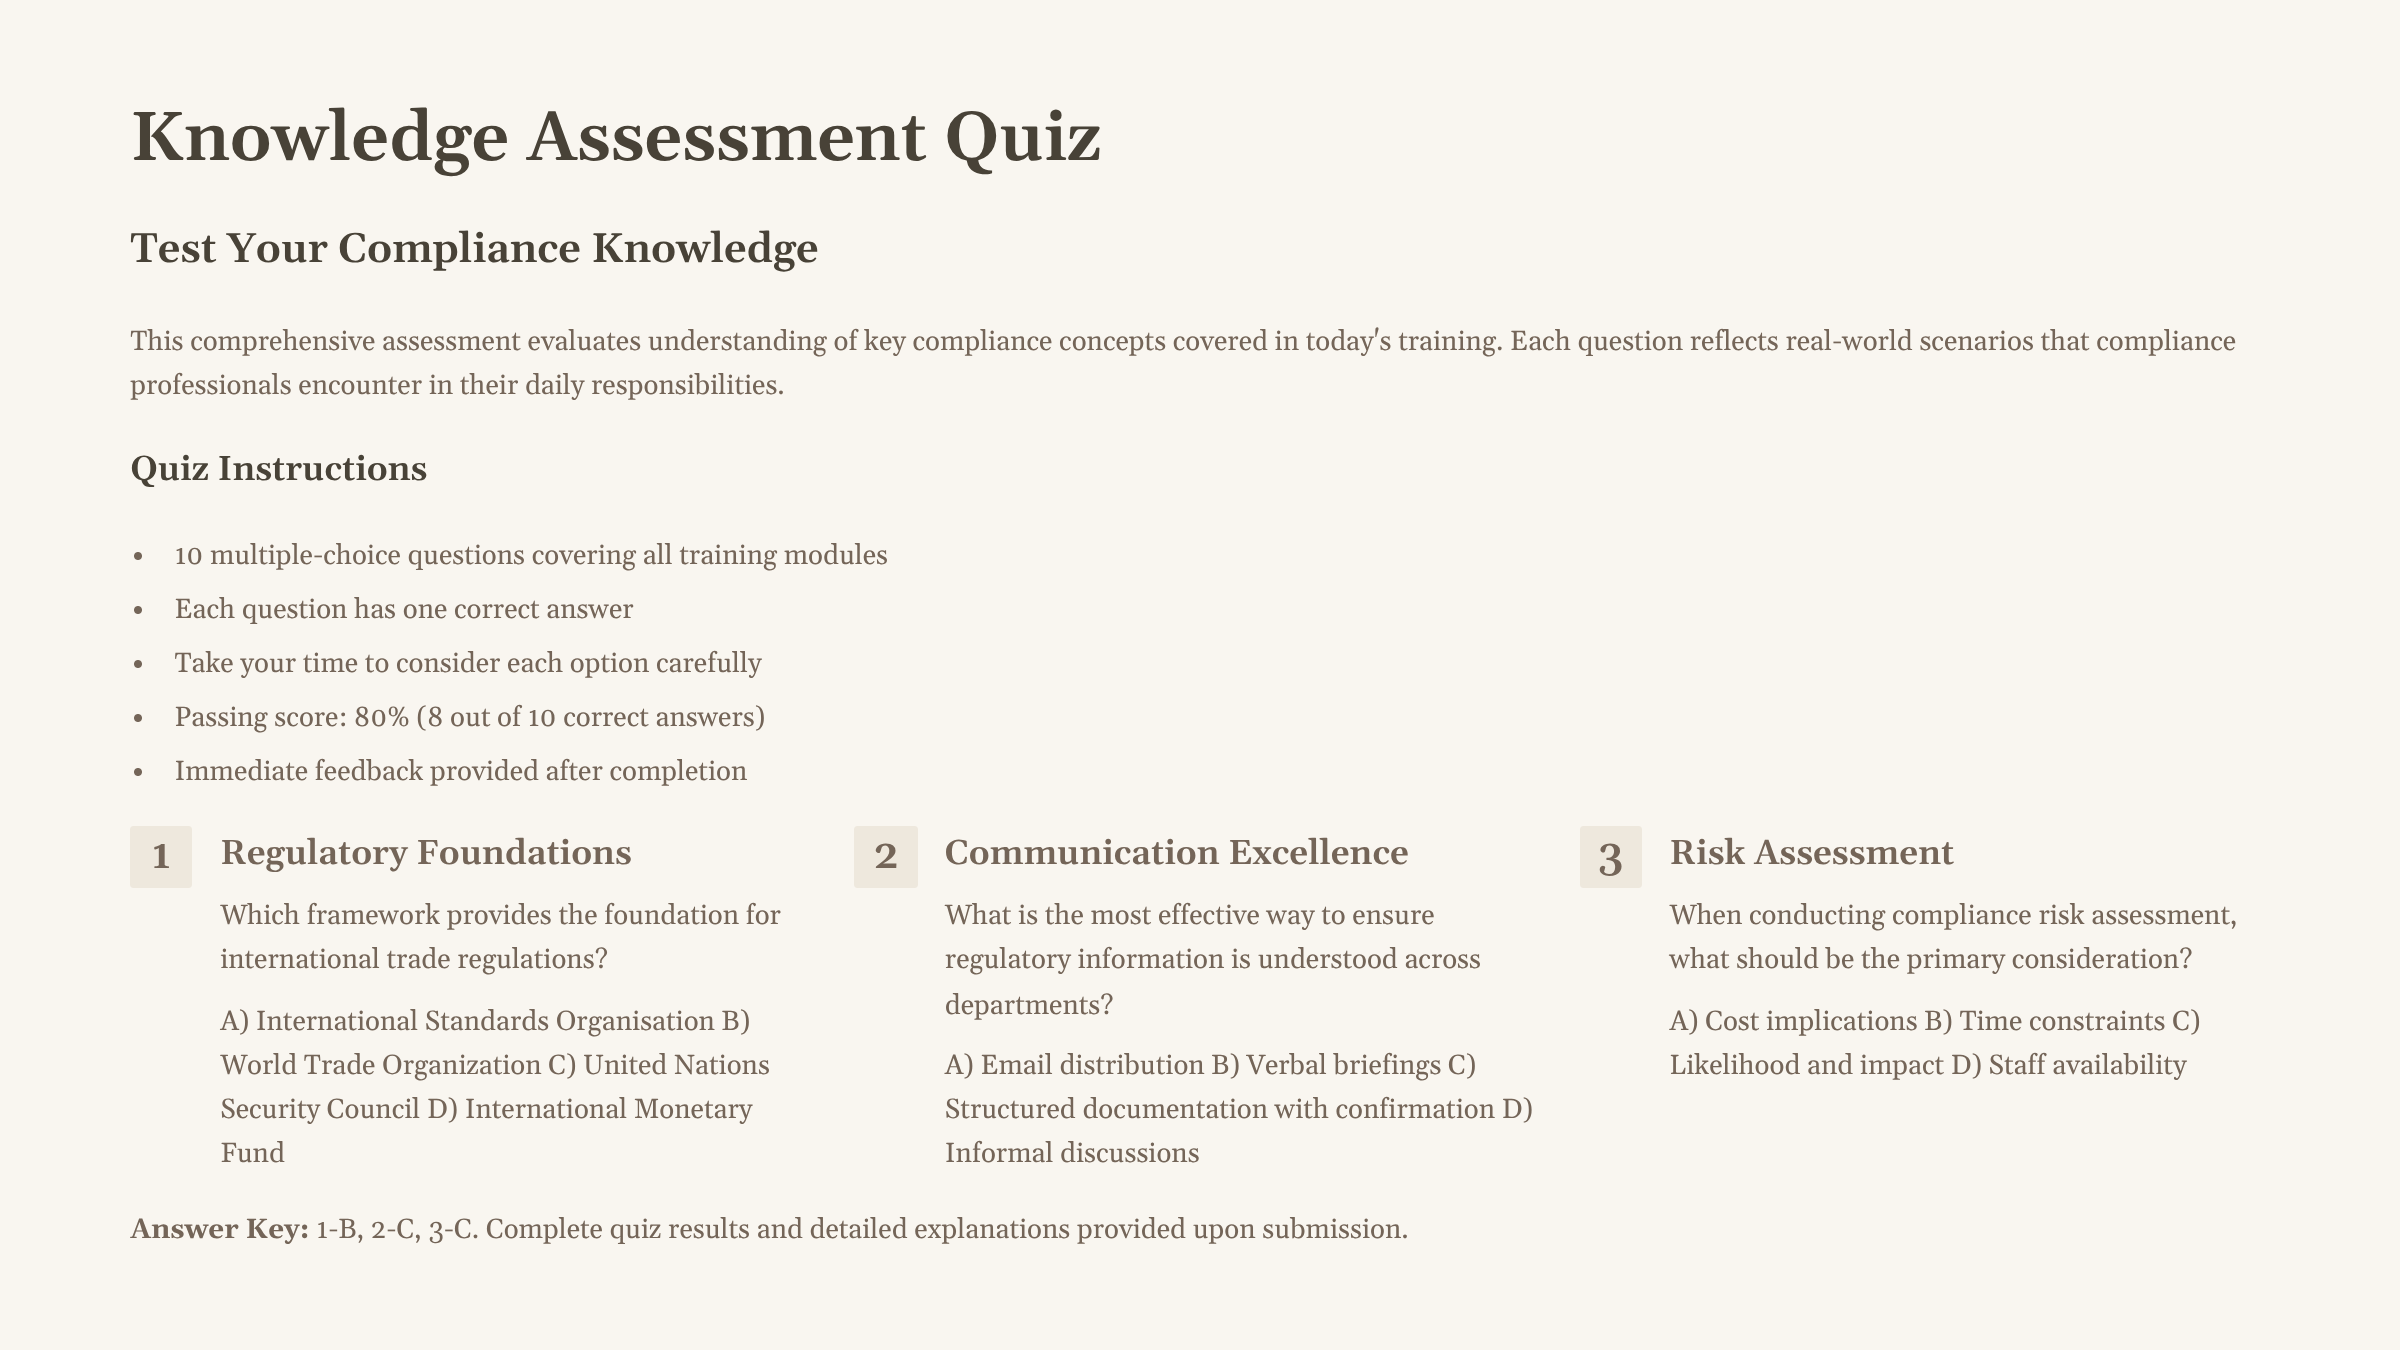 Knowledge Assessment Quiz
Test Your Compliance Knowledge
This comprehensive assessment evaluates understanding of key compliance concepts covered in today's training. Each question reflects real-world scenarios that compliance
professionals encounter in their daily responsibilities.
Quiz Instructions
• 10 multiple-choice questions covering all training modules
• Each question has one correct answer
• Take your time to consider each option carefully
• Passing score: 80% (8 out of 10 correct answers)
• Immediate feedback provided after completion
1
Regulatory Foundations
Which framework provides the foundation for
international trade regulations?
A) International Standards Organisation B)
World Trade Organization C) United Nations
Security Council D) International Monetary
Fund
2
Communication Excellence
What is the most effective way to ensure
regulatory information is understood across
departments?
A) Email distribution B) Verbal briefings C)
Structured documentation with confirmation D)
Informal discussions
3
Risk Assessment
When conducting compliance risk assessment,
what should be the primary consideration?
A) Cost implications B) Time constraints C)
Likelihood and impact D) Staff availability
Answer Key: 1-B, 2-C, 3-C. Complete quiz results and detailed explanations provided upon submission.